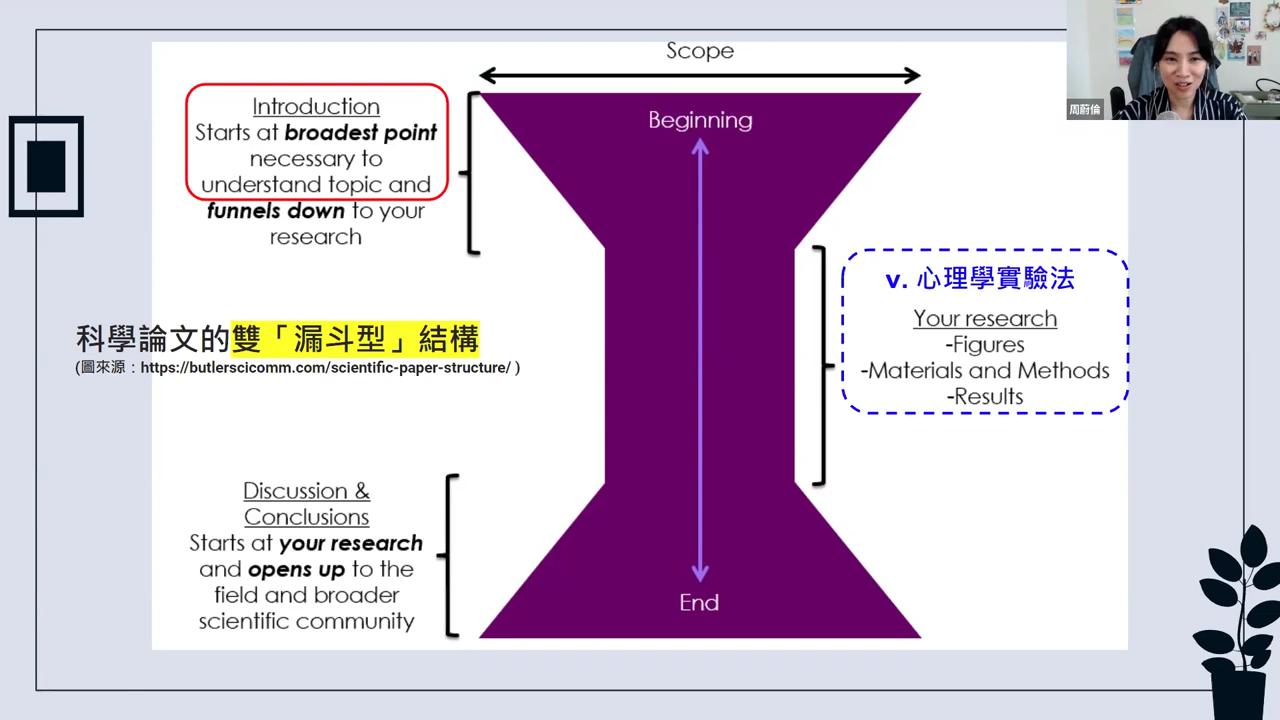 Scope
Introduction
Starts at broadest point
necessary to
understand topic and
funnels down to your
research
Beginning
周蔚倫
v. 心理學實驗法
Your research
-Figures
-Materials and Methods
-Results
科學論文的雙「漏斗型」結構
(圖來源：https://butlerscicomm.com/scientific-paper-structure/ )
Discussion &
Conclusions
Starts at your research
and opens up to the
field and broader
scientific community
End